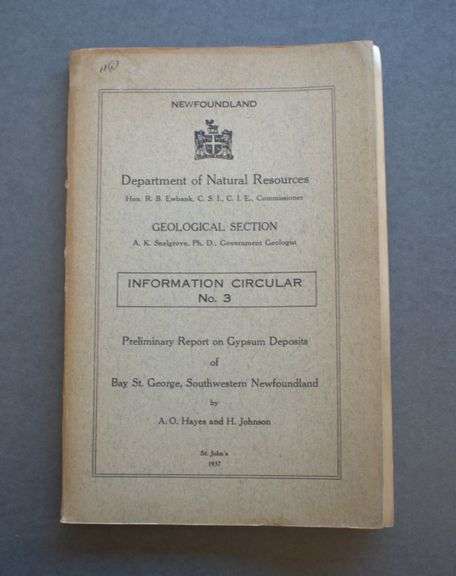 NEWFOUNDLAND
Department of Natural Resources
Hon. R. B. Ewbank, C. S. I., C. I. E., Commissioner
GEOLOGICAL SECTION
A. K. Snelgrove, Ph. D., Government Geologist
INFORMATION CIRCULAR
No. 3
Preliminary Report on Gypsum Deposits
of
Bay St. George, Southwestern Newfoundland
by
A. O. Hayes and H. Johnson
St. John's
1937